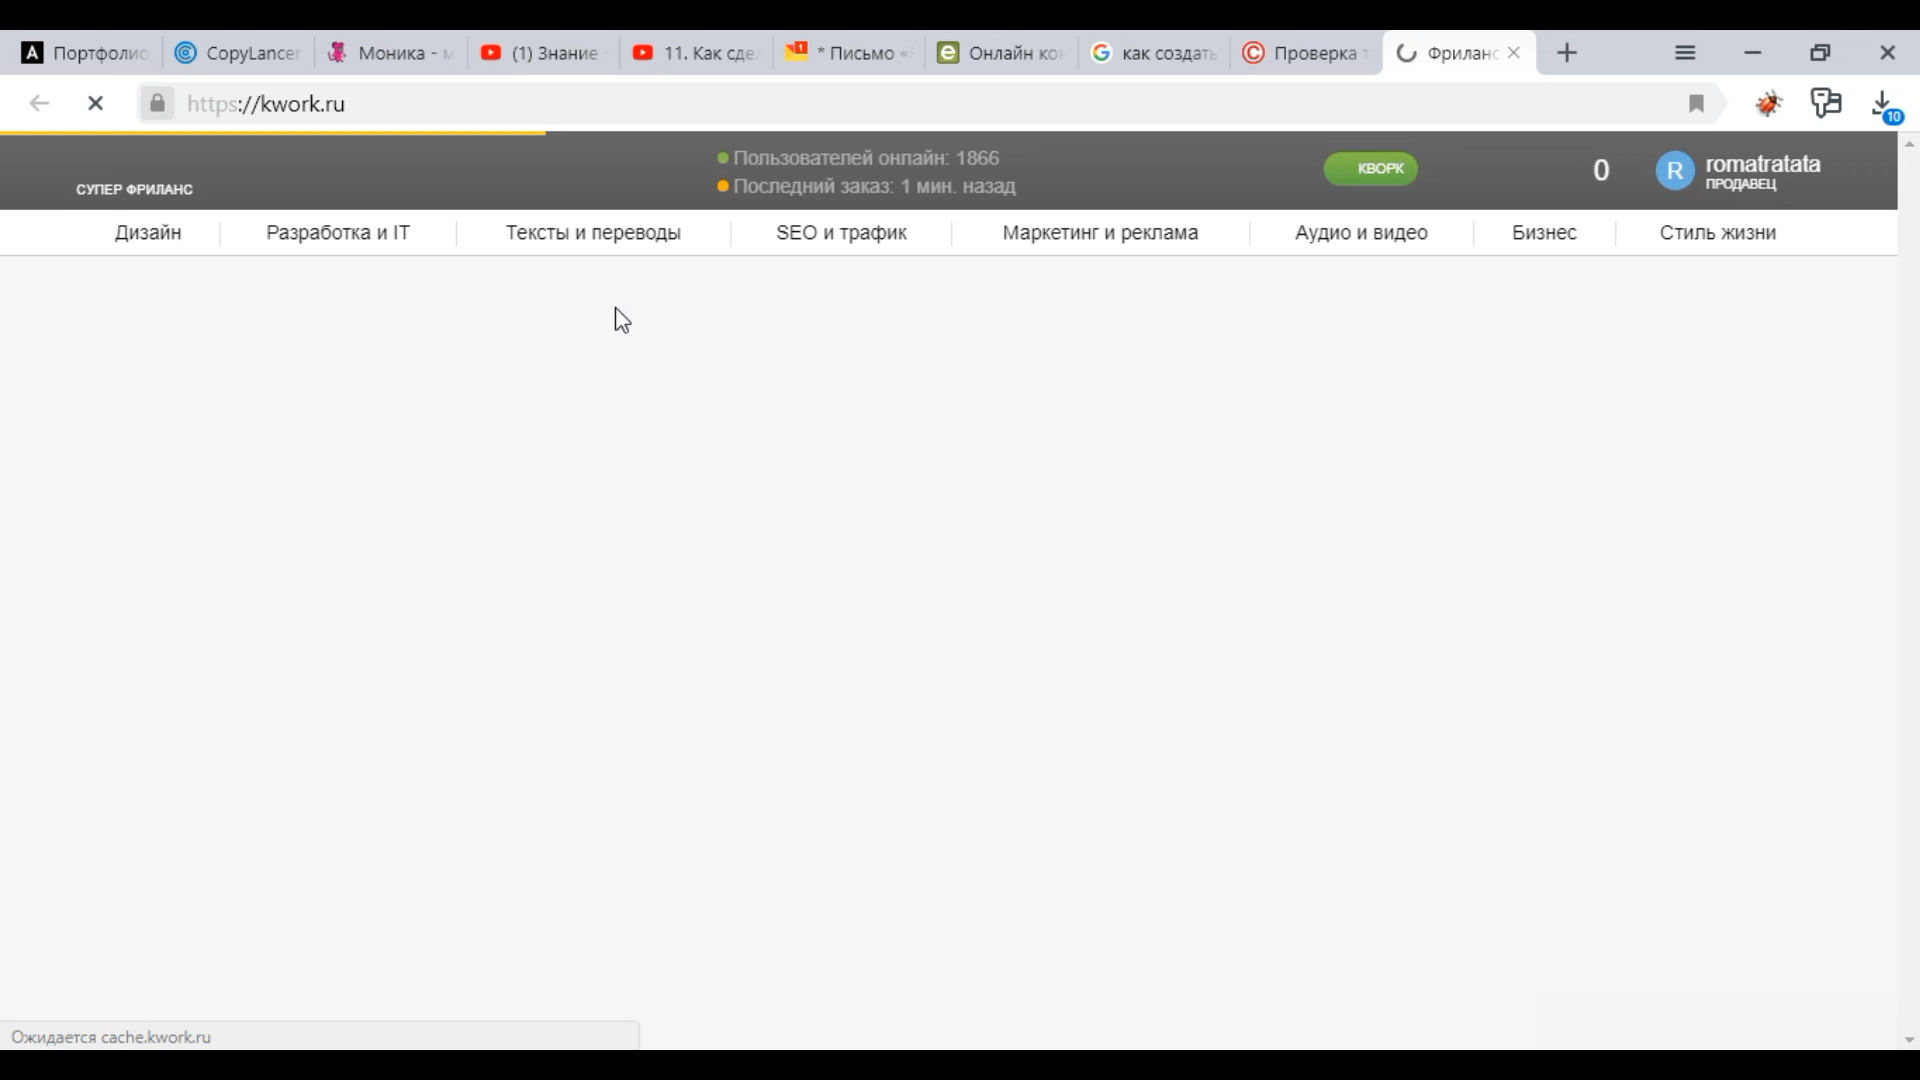 Портфолио
CopyLancer
Моника - м
(1) Знание -
11. Как сде
* Письмо «
Онлайн ко
как создать
Проверка т
Фриланс
https://kwork.ru
10
СУПЕР ФРИЛАНС
Пользователей онлайн: 1866
Последний заказ: 1 мин. назад
КВОРК
0
R
romatratata
ПРОДАВЕЦ
Дизайн
Разработка и IT
Тексты и переводы
SEO и трафик
Маркетинг и реклама
Аудио и видео
Бизнес
Стиль жизни
Ожидается cache.kwork.ru